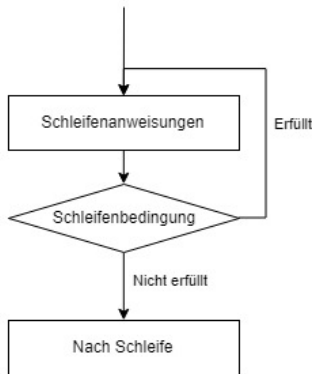 Schleifenanweisungen
Erfüllt
Schleifenbedingung
Nicht erfüllt
Nach Schleife